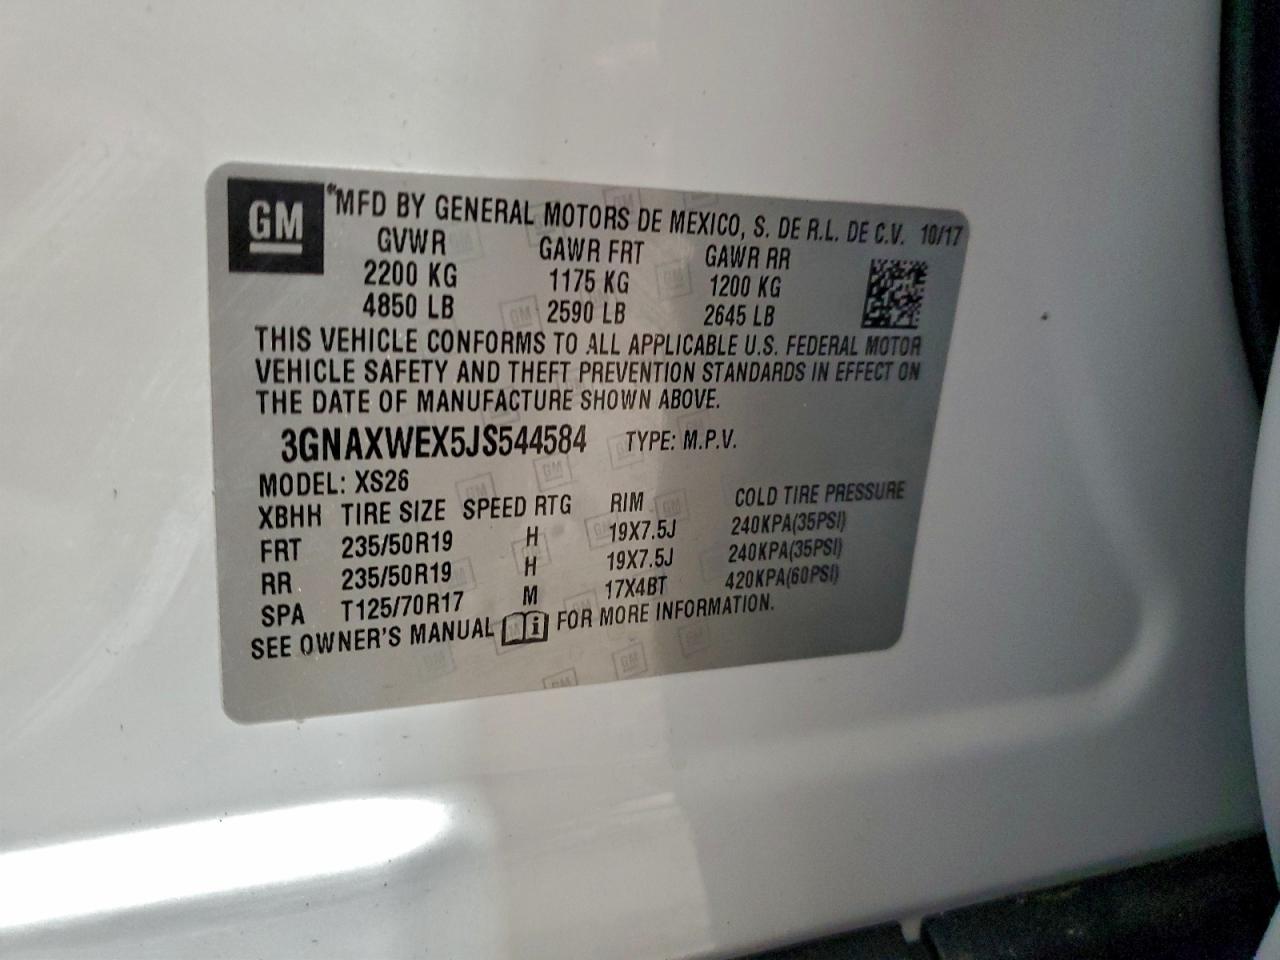 GM
*MFD BY GENERAL MOTORS DE MEXICO, S. DE R.L. DE C.V. 10/17
GVWR GAWR FRT GAWR RR
2200 KG 1175 KG 1200 KG
4850 LB 2590 LB 2645 LB
THIS VEHICLE CONFORMS TO ALL APPLICABLE U.S. FEDERAL MOTOR
VEHICLE SAFETY AND THEFT PREVENTION STANDARDS IN EFFECT ON
THE DATE OF MANUFACTURE SHOWN ABOVE.
3GNAXWEX5JS544584 TYPE: M.P.V.
MODEL: XS26
XBHH TIRE SIZE SPEED RTG RIM COLD TIRE PRESSURE
FRT 235/50R19 H 19X7.5J 240KPA(35PSI)
RR 235/50R19 H 19X7.5J 240KPA(35PSI)
SPA T125/70R17 M 17X4BT 420KPA(60PSI)
SEE OWNER'S MANUAL i FOR MORE INFORMATION.